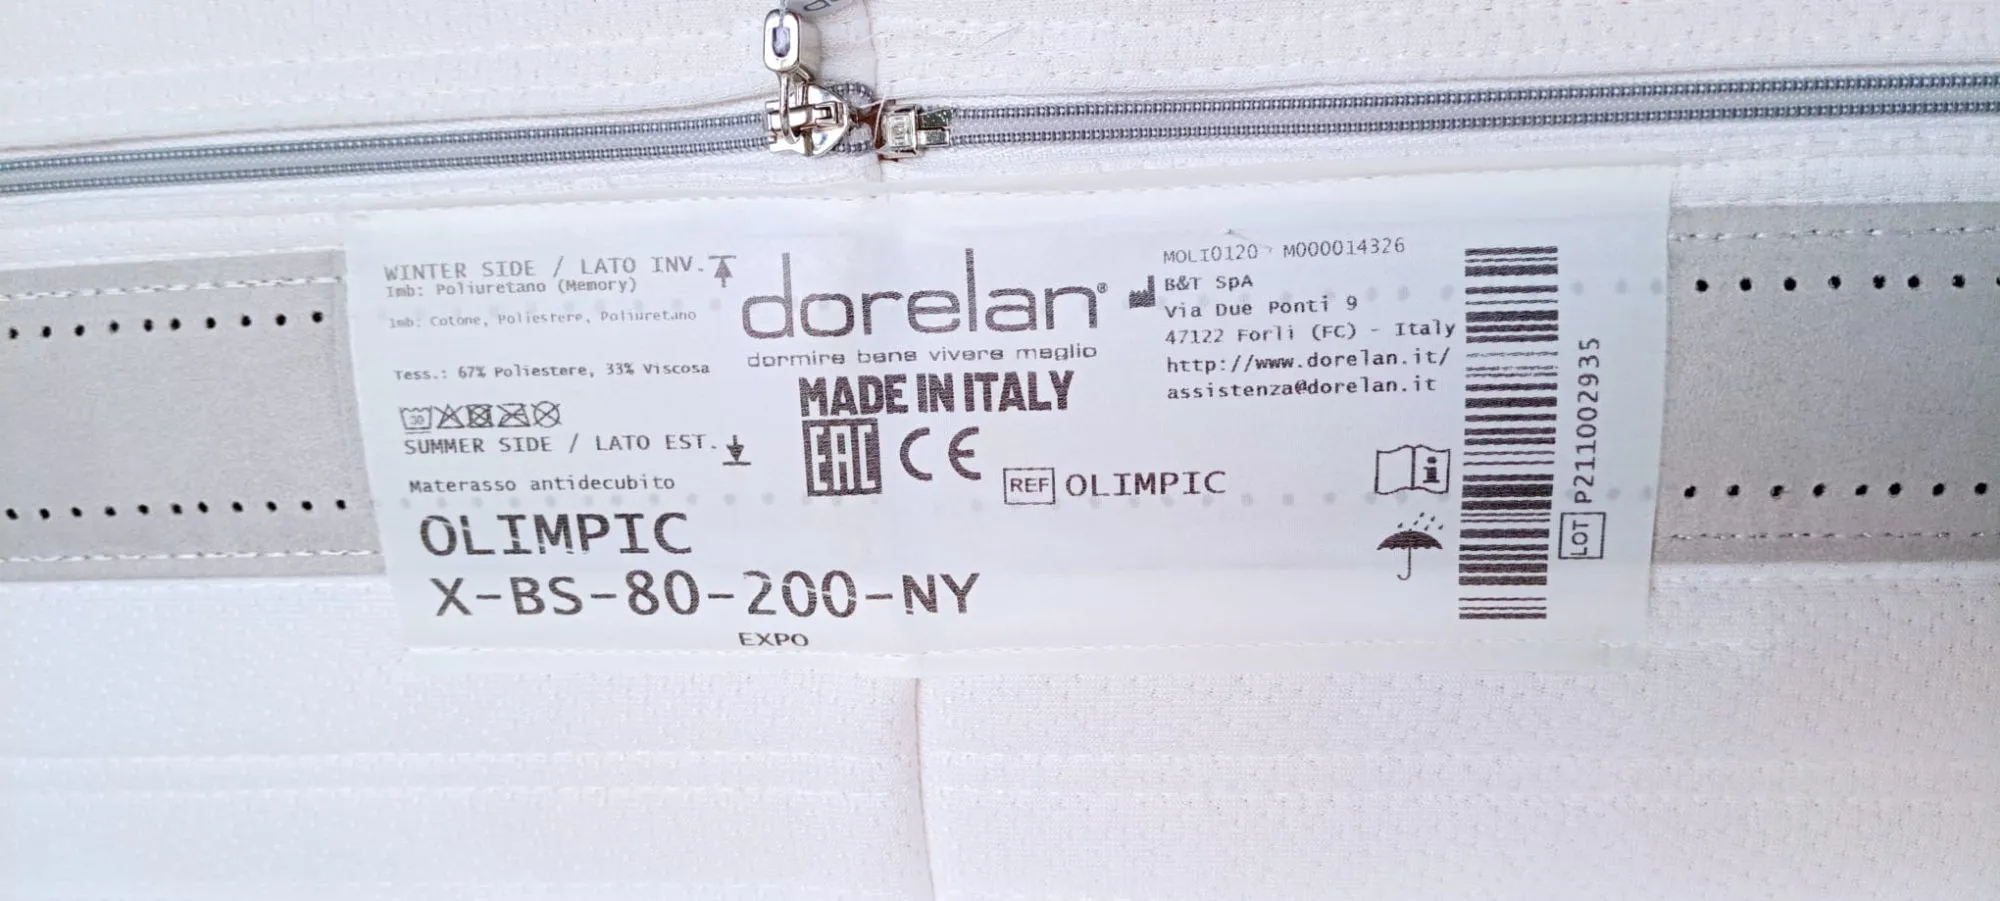 WINTER SIDE / LATO INV.
Imb: Poliuretano (Memory)
Imb: Cotone, Poliestere, Poliuretano
Tess.: 67% Poliestere, 33% Viscosa
30
SUMMER SIDE / LATO EST.
Materasso antidecubito
OLIMPIC
X-BS-80-200-NY
EXPO
dorelan®
dormire bene vivere meglio
MADE IN ITALY
EAC CE
REF OLIMPIC
MOLI0120 M000014326
B&T SpA
Via Due Ponti 9
47122 Forlì (FC) - Italy
http://www.dorelan.it/
assistenza@dorelan.it
LOT P211002935